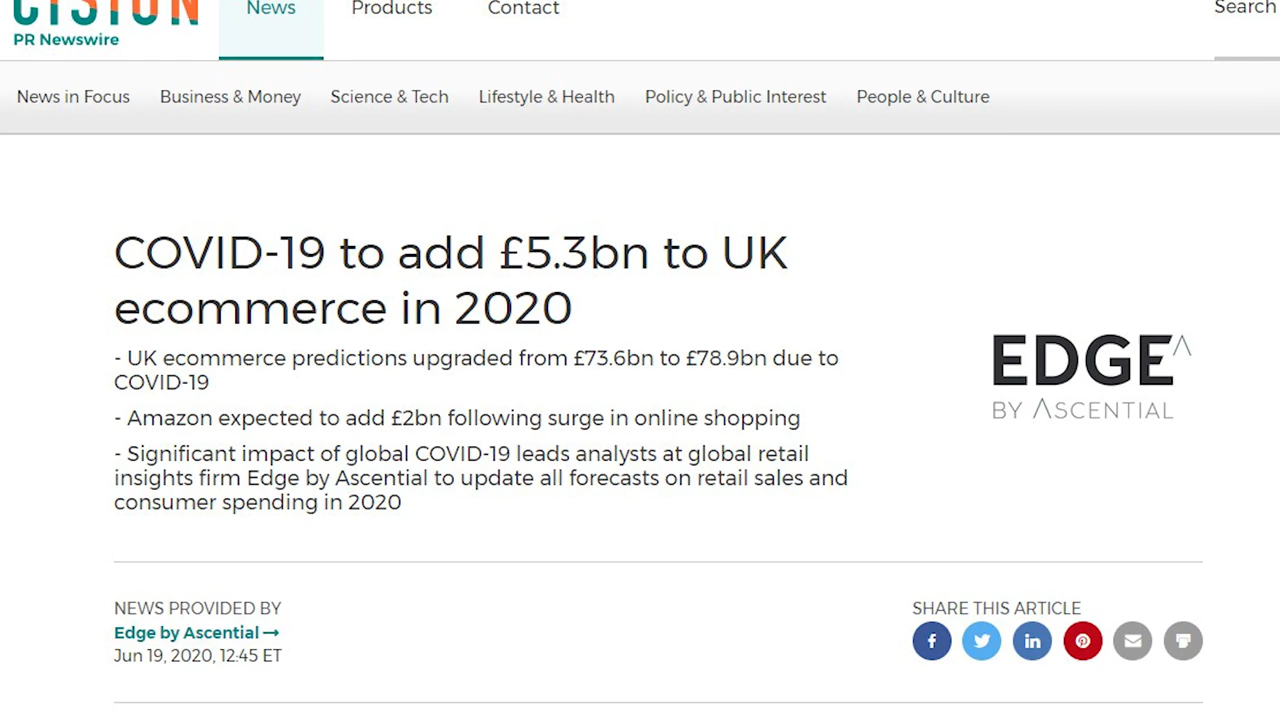 CISION
PR Newswire
News Products Contact Search
News in Focus Business & Money Science & Tech Lifestyle & Health Policy & Public Interest People & Culture
COVID-19 to add £5.3bn to UK
ecommerce in 2020
- UK ecommerce predictions upgraded from £73.6bn to £78.9bn due to
COVID-19
- Amazon expected to add £2bn following surge in online shopping
- Significant impact of global COVID-19 leads analysts at global retail
insights firm Edge by Ascential to update all forecasts on retail sales and
consumer spending in 2020
EDGE
BY ASCENTIAL
NEWS PROVIDED BY
Edge by Ascential
Jun 19, 2020, 12:45 ET
SHARE THIS ARTICLE